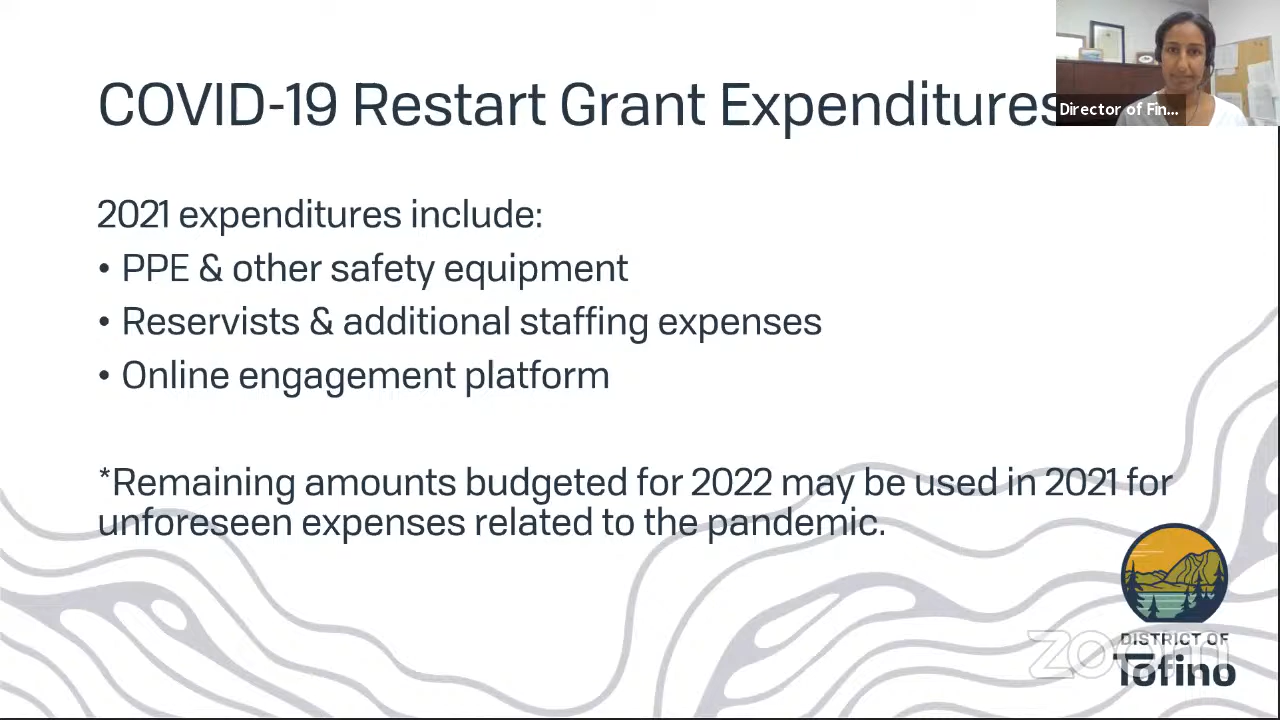 COVID-19 Restart Grant Expenditures
Director of Fin...
2021 expenditures include:
• PPE & other safety equipment
• Reservists & additional staffing expenses
• Online engagement platform
*Remaining amounts budgeted for 2022 may be used in 2021 for
unforeseen expenses related to the pandemic.
DISTRICT OF
Tofino
zoom